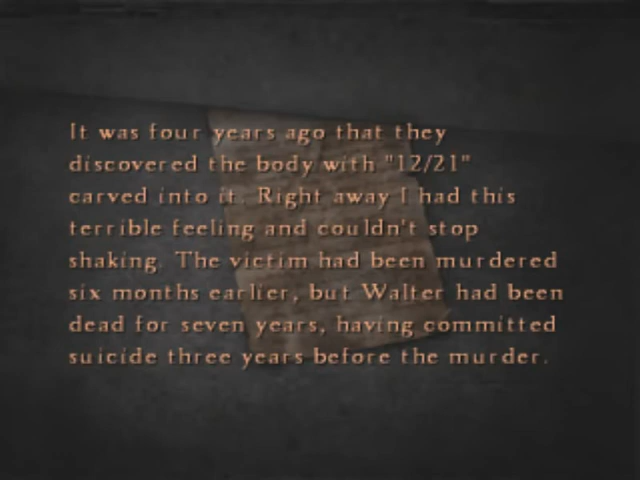 It was four years ago that they
discovered the body with "12/21"
carved into it. Right away I had this
terrible feeling and couldn't stop
shaking. The victim had been murdered
six months earlier, but Walter had been
dead for seven years, having committed
suicide three years before the murder.